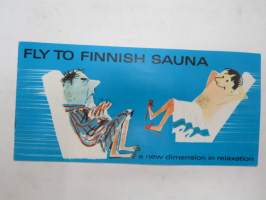 FLY TO FINNISH SAUNA
a new dimension in relaxation